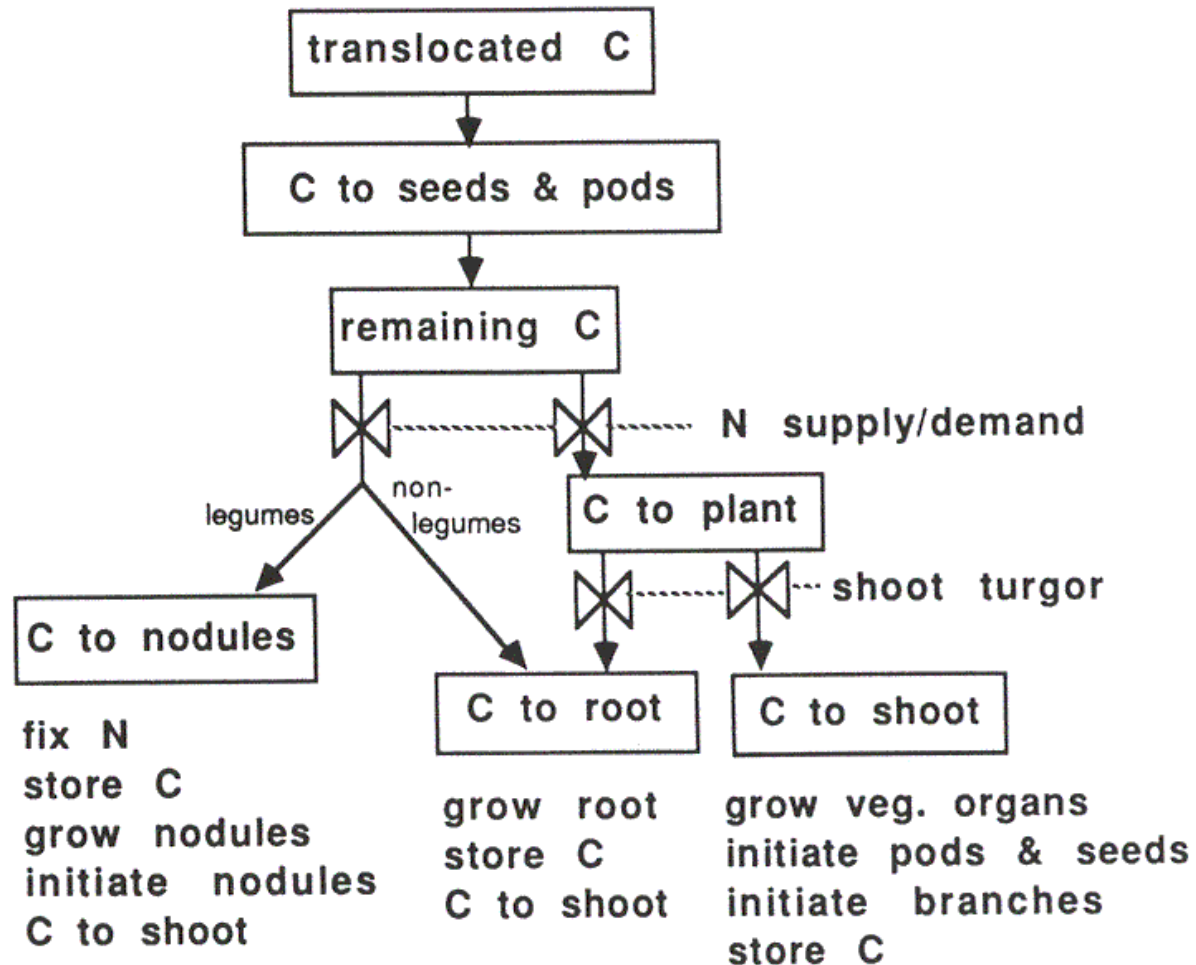 translocated C
C to seeds & pods
remaining C
N supply/demand
legumes
non-
legumes
C to plant
shoot turgor
C to nodules
C to root
C to shoot
fix N
store C
grow nodules
initiate nodules
C to shoot
grow root
store C
C to shoot
grow veg. organs
initiate pods & seeds
initiate branches
store C